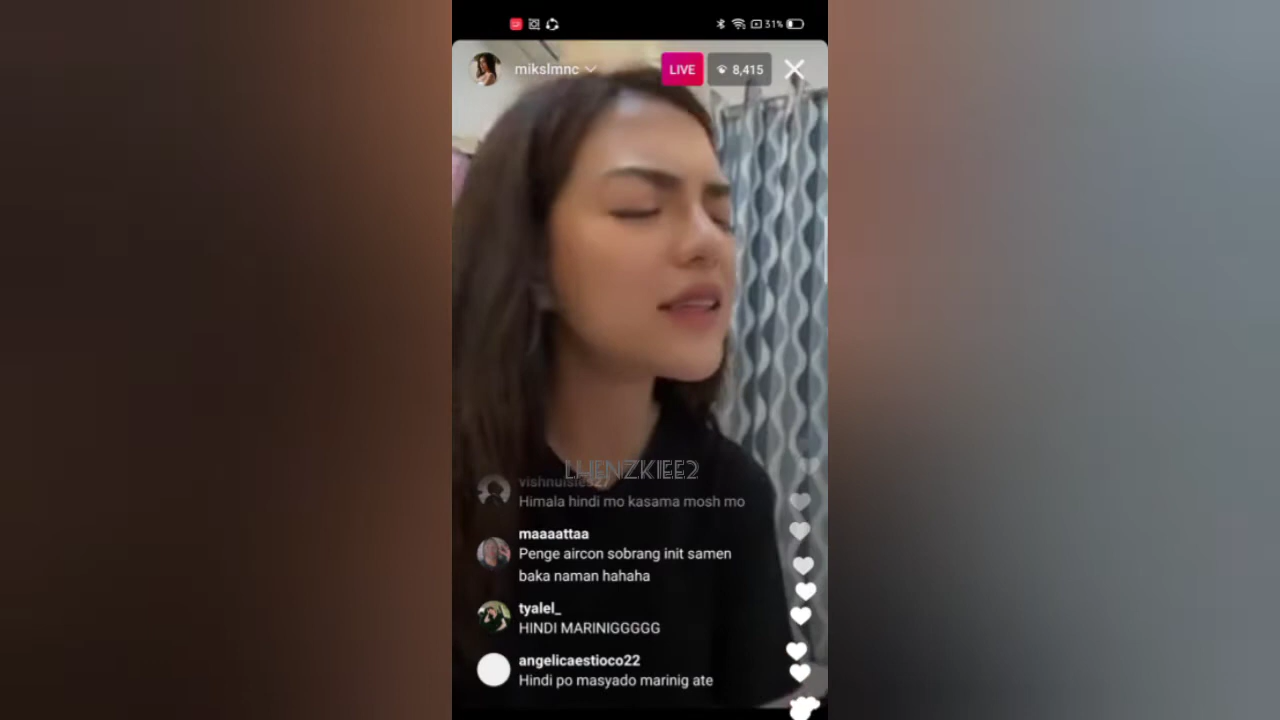 31%
mikslmnc
LIVE
8,415
LHENZKIEE2
Himala hindi mo kasama mosh mo
maaaattaa
Penge aircon sobrang init samen
baka naman hahaha
tyalel_
HINDI MARINIGGGGG
angelicaestioco22
Hindi po masyado marinig ate